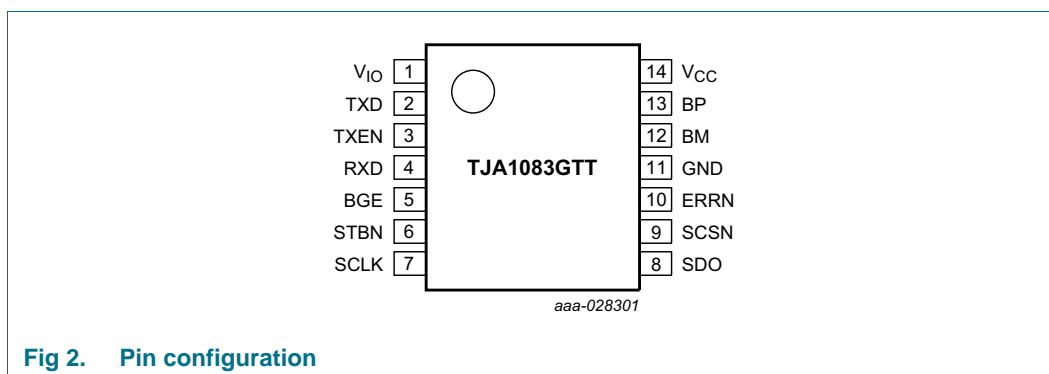 V_IO 1
TXD 2
TXEN 3
RXD 4
BGE 5
STBN 6
SCLK 7
TJA1083GTT
14 V_CC
13 BP
12 BM
11 GND
10 ERRN
9 SCSN
8 SDO
aaa-028301
Fig 2. Pin configuration